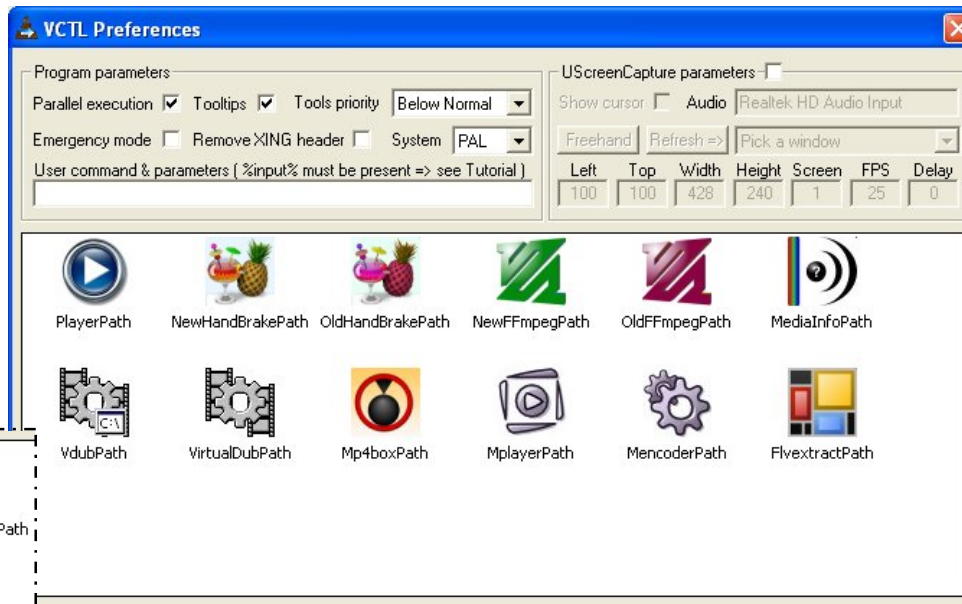 VCTL Preferences
Program parameters
Parallel execution Tooltips Tools priority Below Normal
Emergency mode Remove XING header System PAL
User command & parameters ( %input% must be present => see Tutorial )
UScreenCapture parameters
Show cursor Audio Realtek HD Audio Input
Freehand Refresh => Pick a window
Left Top Width Height Screen FPS Delay
100 100 428 240 1 25 0
PlayerPath NewHandBrakePath OldHandBrakePath NewFFmpegPath OldFFmpegPath MediaInfoPath
C:\
VdubPath VirtualDubPath Mp4boxPath MplayerPath MencoderPath FlvextractPath
Path